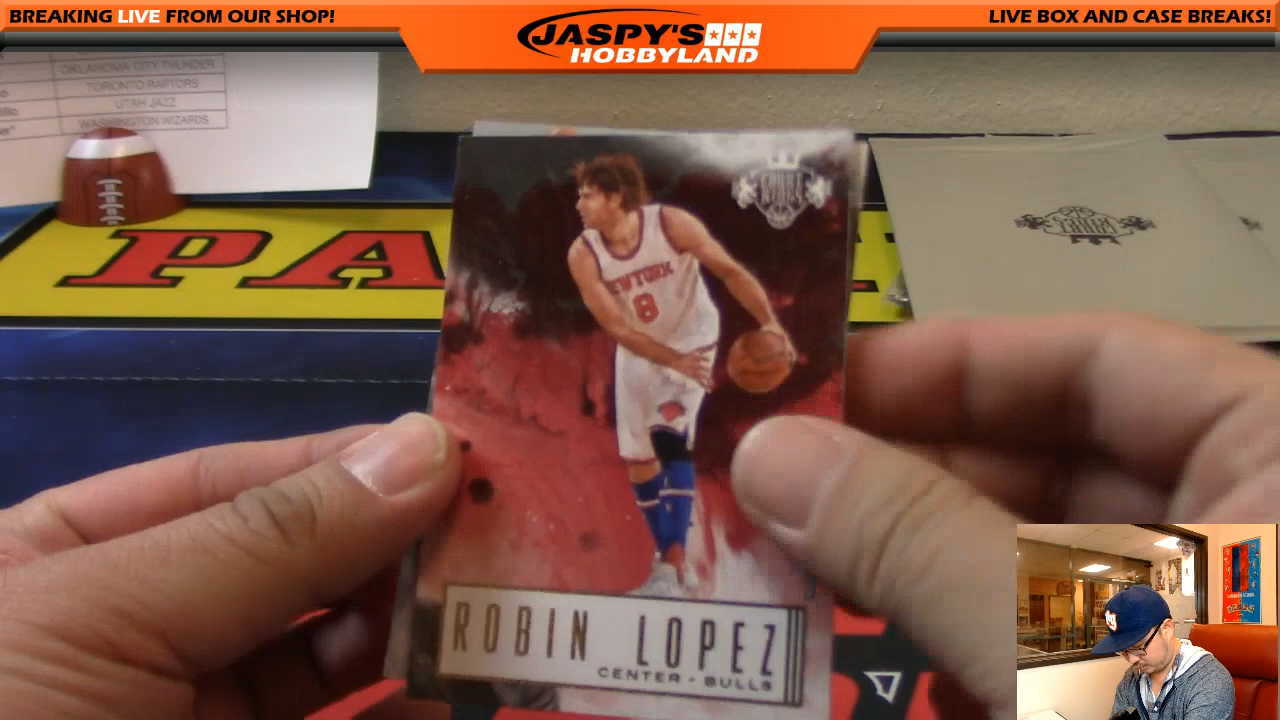 BREAKING LIVE FROM OUR SHOP!
JASPY'S
HOBBYLAND
LIVE BOX AND CASE BREAKS!
OKLAHOMA CITY THUNDER
TORONTO RAPTORS
UTAH JAZZ
WASHINGTON WIZARDS
PA
NEW YORK
8
ROBIN LOPEZ
CENTER - BULLS